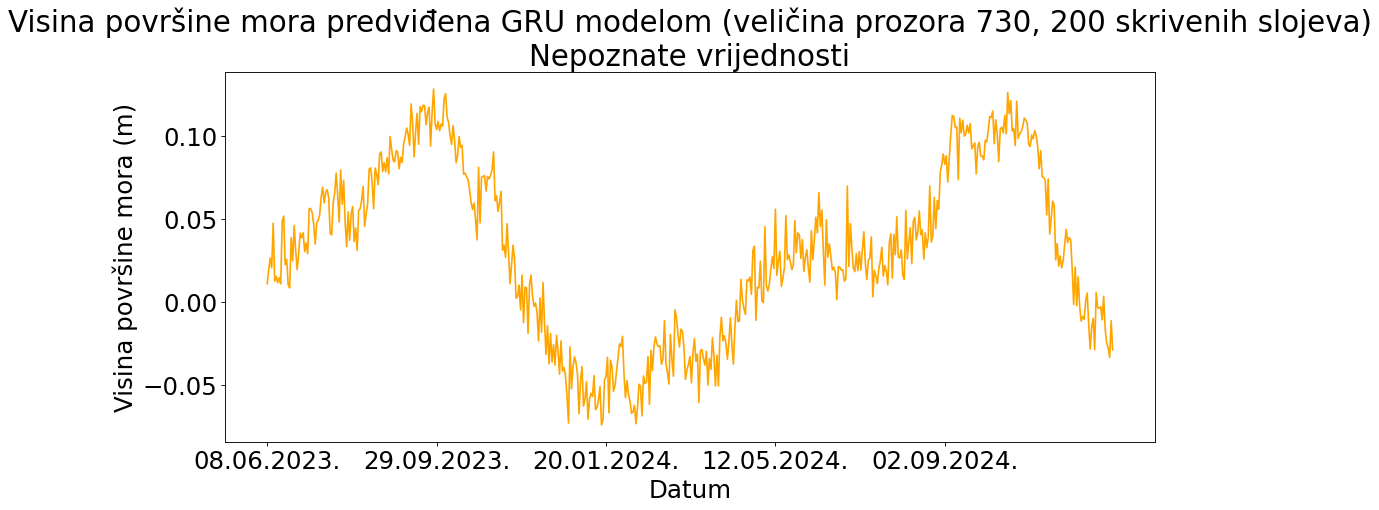 Visina površine mora predviđena GRU modelom (veličina prozora 730, 200 skrivenih slojeva)
Nepoznate vrijednosti
Visina površine mora (m)
0.10
0.05
0.00
−0.05
08.06.2023. 29.09.2023. 20.01.2024. 12.05.2024. 02.09.2024.
Datum